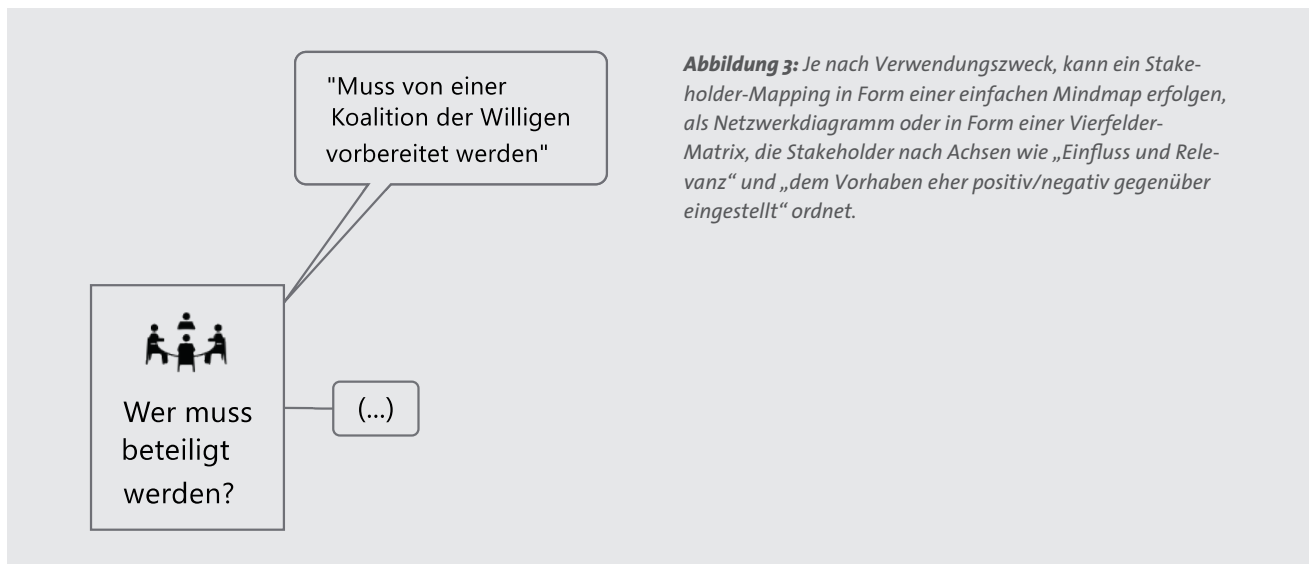 "Muss von einer
Koalition der Willigen
vorbereitet werden"
Abbildung 3: Je nach Verwendungszweck, kann ein Stake-
holder-Mapping in Form einer einfachen Mindmap erfolgen,
als Netzwerkdiagramm oder in Form einer Vierfelder-
Matrix, die Stakeholder nach Achsen wie „Einfluss und Rele-
vanz“ und „dem Vorhaben eher positiv/negativ gegenüber
eingestellt“ ordnet.
Wer muss
beteiligt
werden?
(...)